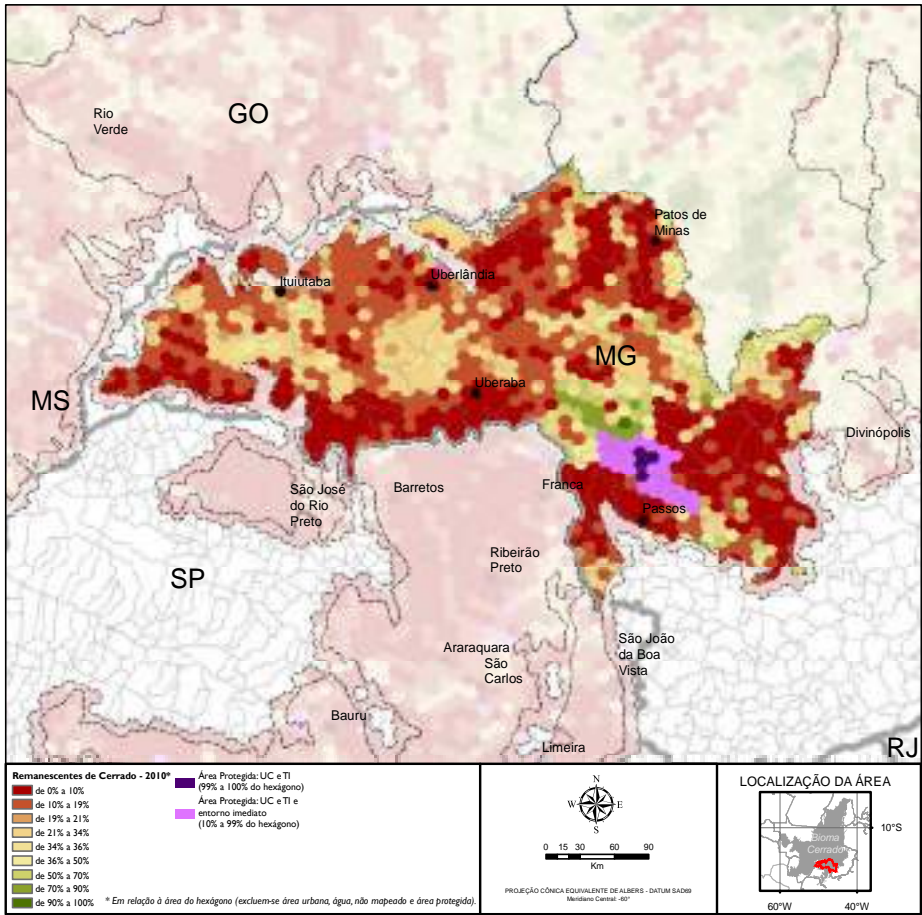 GO
Rio
Verde
Patos de
Minas
Uberlândia
Ituiutaba
MG
Uberaba
MS
Divinópolis
Franca
Barretos
São José
do Rio
Preto
Passos
Ribeirão
Preto
SP
São João
da Boa
Vista
Araraquara
São
Carlos
Bauru
Limeira
RJ
Remanescentes de Cerrado - 2010*
de 0% a 10%
de 10% a 19%
de 19% a 21%
de 21% a 34%
de 34% a 36%
de 36% a 50%
de 50% a 70%
de 70% a 90%
de 90% a 100%
Área Protegida: UC e TI
(99% a 100% do hexágono)
Área Protegida: UC e TI e
entorno imediato
(10% a 99% do hexágono)
* Em relação à área do hexágono (excluem-se área urbana, água, não mapeado e área protegida).
N
W E
S
0 15 30 60 90
Km
PROJEÇÃO CÔNICA EQUIVALENTE DE ALBERS - DATUM SAD69
Meridiano Central: -60°
LOCALIZAÇÃO DA ÁREA
Bioma
Cerrado
10°S
60°W 40°W